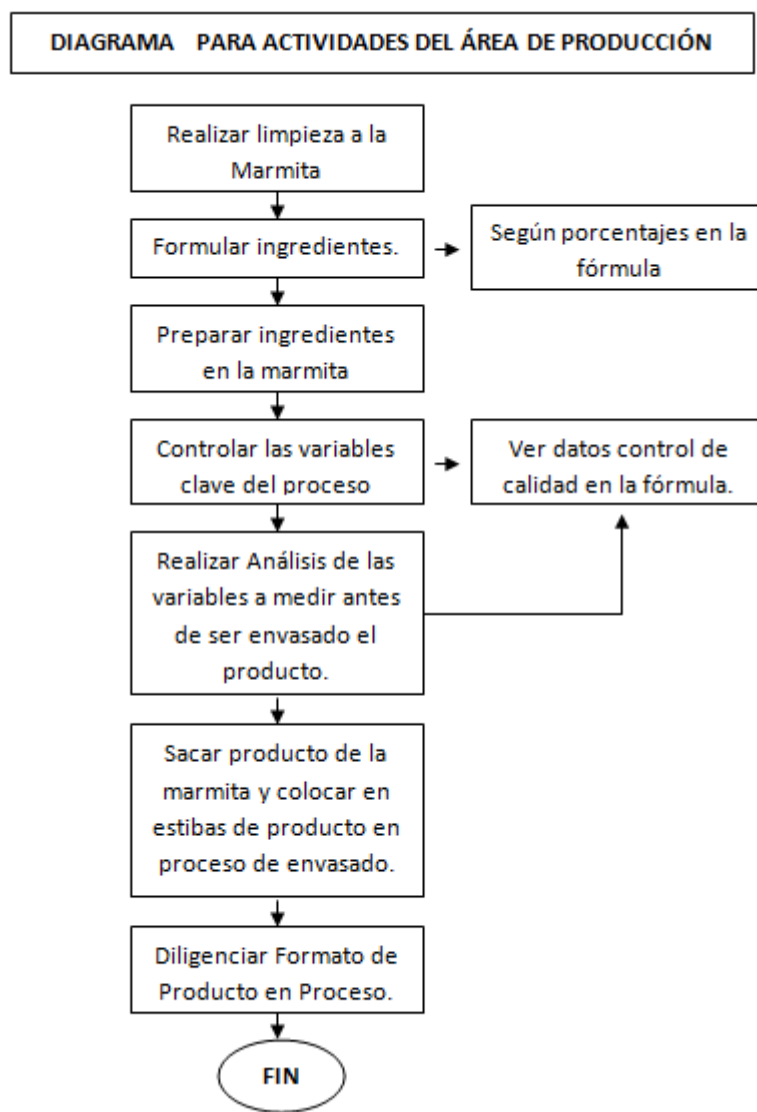 DIAGRAMA PARA ACTIVIDADES DEL ÁREA DE PRODUCCIÓN
Realizar limpieza a la
Marmita
Formular ingredientes.
Según porcentajes en la
fórmula
Preparar ingredientes
en la marmita
Controlar las variables
clave del proceso
Ver datos control de
calidad en la fórmula.
Realizar Análisis de las
variables a medir antes
de ser envasado el
producto.
Sacar producto de la
marmita y colocar en
estibas de producto en
proceso de envasado.
Diligenciar Formato de
Producto en Proceso.
FIN